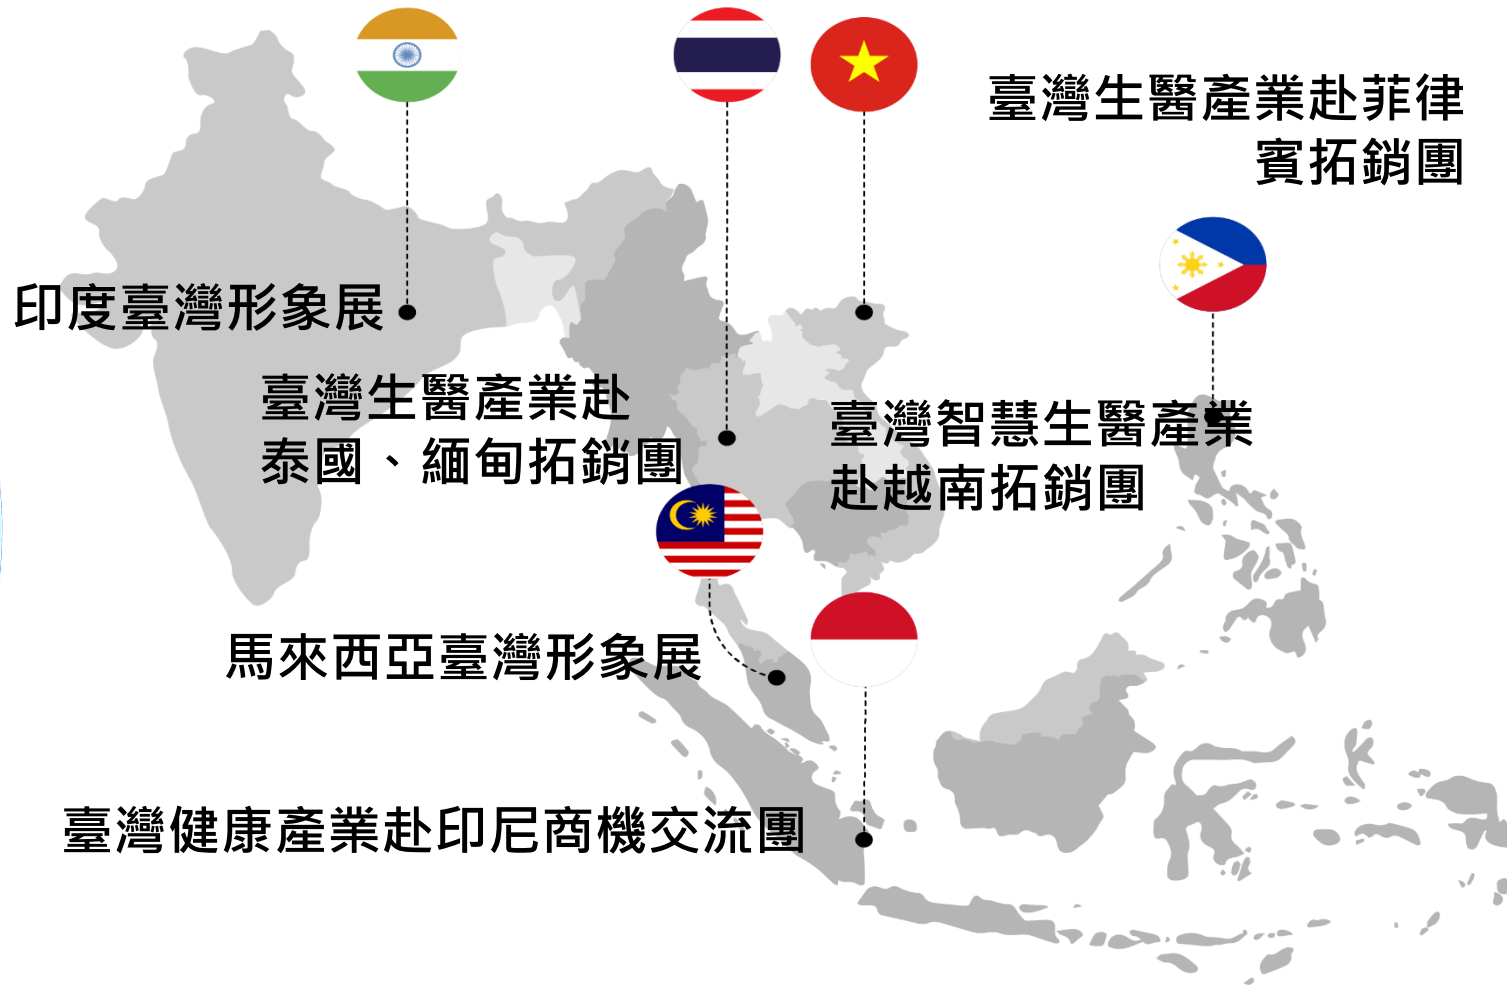 臺灣生醫產業赴菲律
賓拓銷團
印度臺灣形象展
臺灣生醫產業赴
泰國、緬甸拓銷團
臺灣智慧生醫產業
赴越南拓銷團
馬來西亞臺灣形象展
臺灣健康產業赴印尼商機交流團